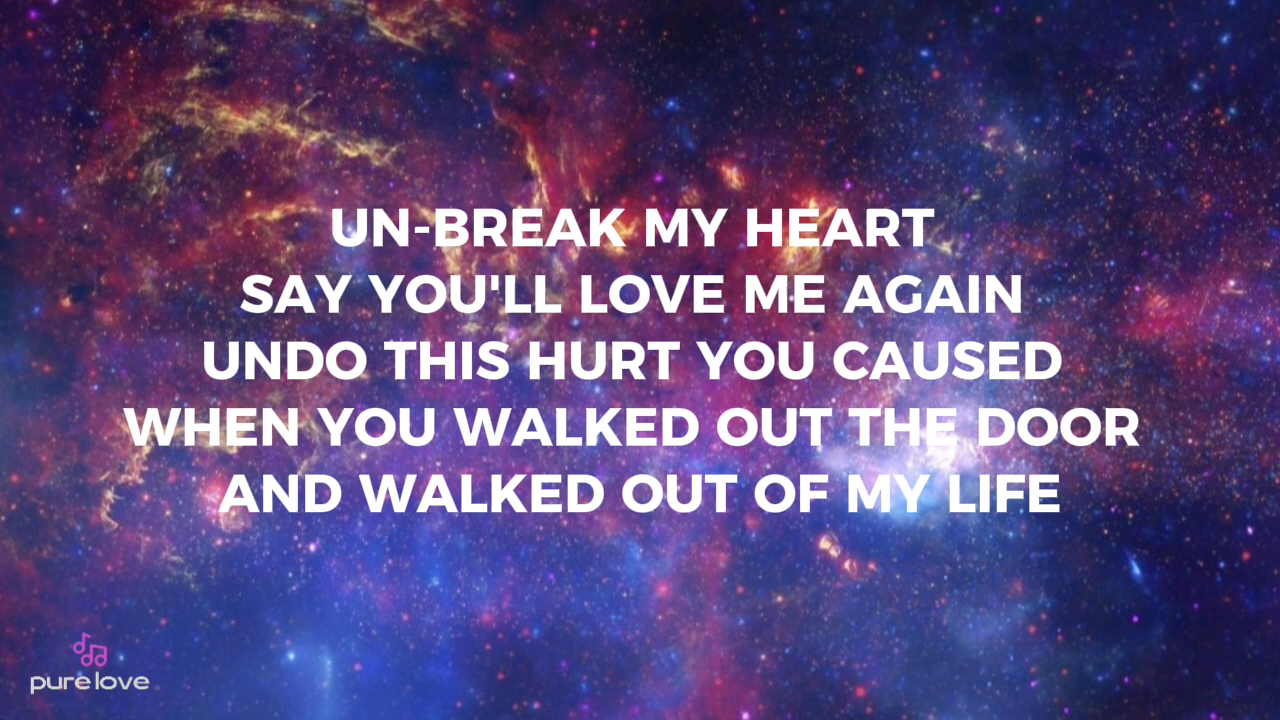 UN-BREAK MY HEART
SAY YOU'LL LOVE ME AGAIN
UNDO THIS HURT YOU CAUSED
WHEN YOU WALKED OUT THE DOOR
AND WALKED OUT OF MY LIFE
pure love